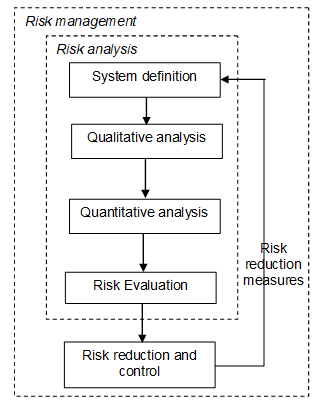 Risk management
Risk analysis
System definition
Qualitative analysis
Quantitative analysis
Risk Evaluation
Risk reduction and
control
Risk
reduction
measures